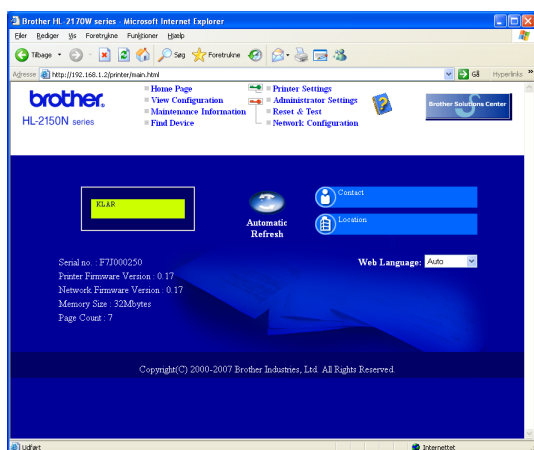 Brother HL-2170W series - Microsoft Internet Explorer
Filer Rediger Vis Foretrukne Funktioner Hjælp
Tilbage Søg Foretrukne
Adresse http://192.168.1.2/printer/main.html Gå Hyperlinks »
brother.
HL-2150N series
Home Page
View Configuration
Maintenance Information
Find Device
Printer Settings
Administrator Settings
Reset & Test
Network Configuration
Brother Solutions Center
KLAR
Automatic
Refresh
Contact
Location
Web Language: Auto
Serial no. : F7J000250
Printer Firmware Version : 0.17
Network Firmware Version : 0.17
Memory Size : 32Mbytes
Page Count : 7
Copyright(C) 2000-2007 Brother Industries, Ltd. All Rights Reserved.
Udført Internettet